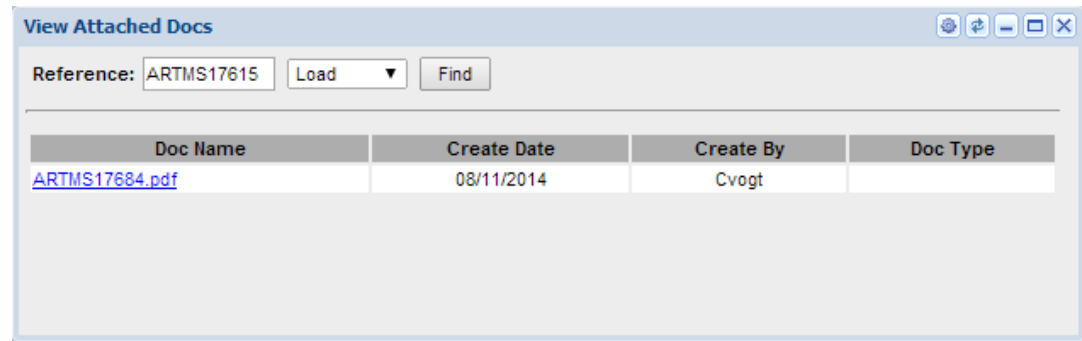 View Attached Docs
Reference: ARTMS17615 Load Find
Doc Name Create Date Create By Doc Type
ARTMS17684.pdf 08/11/2014 Cvogt